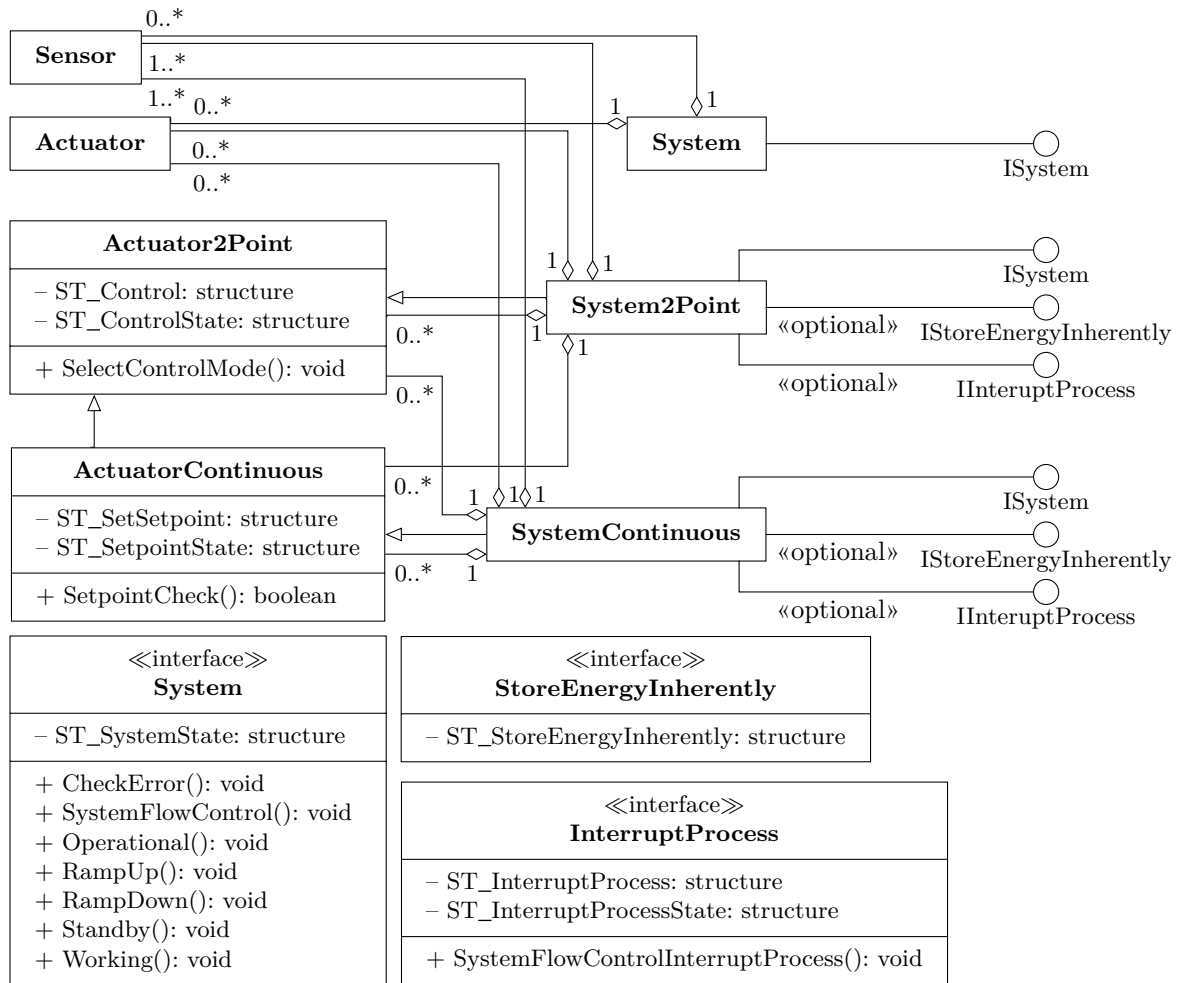 0..*
Sensor
1..*
1..*
0..*
1
1
Actuator
System
ISystem
0..*
0..*
Actuator2Point
– ST_Control: structure
– ST_ControlState: structure
+ SelectControlMode(): void
0..*
0..*
1
1
1
1
System2Point
ISystem
«optional»
IStoreEnergyInherently
«optional»
IInteruptProcess
ActuatorContinuous
– ST_SetSetpoint: structure
– ST_SetpointState: structure
+ SetpointCheck(): boolean
0..*
0..*
1
1
1
1
SystemContinuous
ISystem
«optional»
IStoreEnergyInherently
«optional»
IInteruptProcess
≪interface≫
System
– ST_SystemState: structure
+ CheckError(): void
+ SystemFlowControl(): void
+ Operational(): void
+ RampUp(): void
+ RampDown(): void
+ Standby(): void
+ Working(): void
≪interface≫
StoreEnergyInherently
– ST_StoreEnergyInherently: structure
≪interface≫
InterruptProcess
– ST_InterruptProcess: structure
– ST_InterruptProcessState: structure
+ SystemFlowControlInterruptProcess(): void